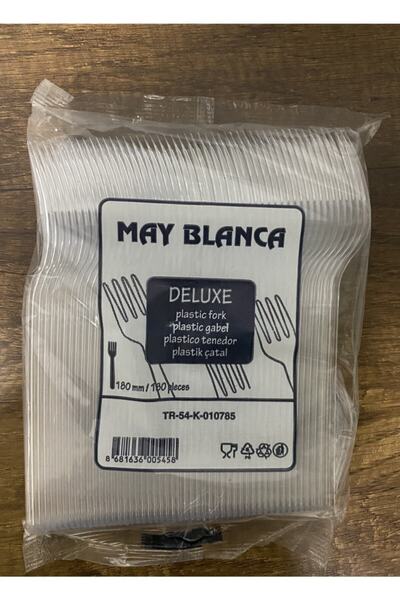 MAY BLANCA
DELUXE
plastic fork
plastic gabel
plastico tenedor
plastik çatal
180 mm / 180 pieces
TR-54-K-010785
8 681636 005458